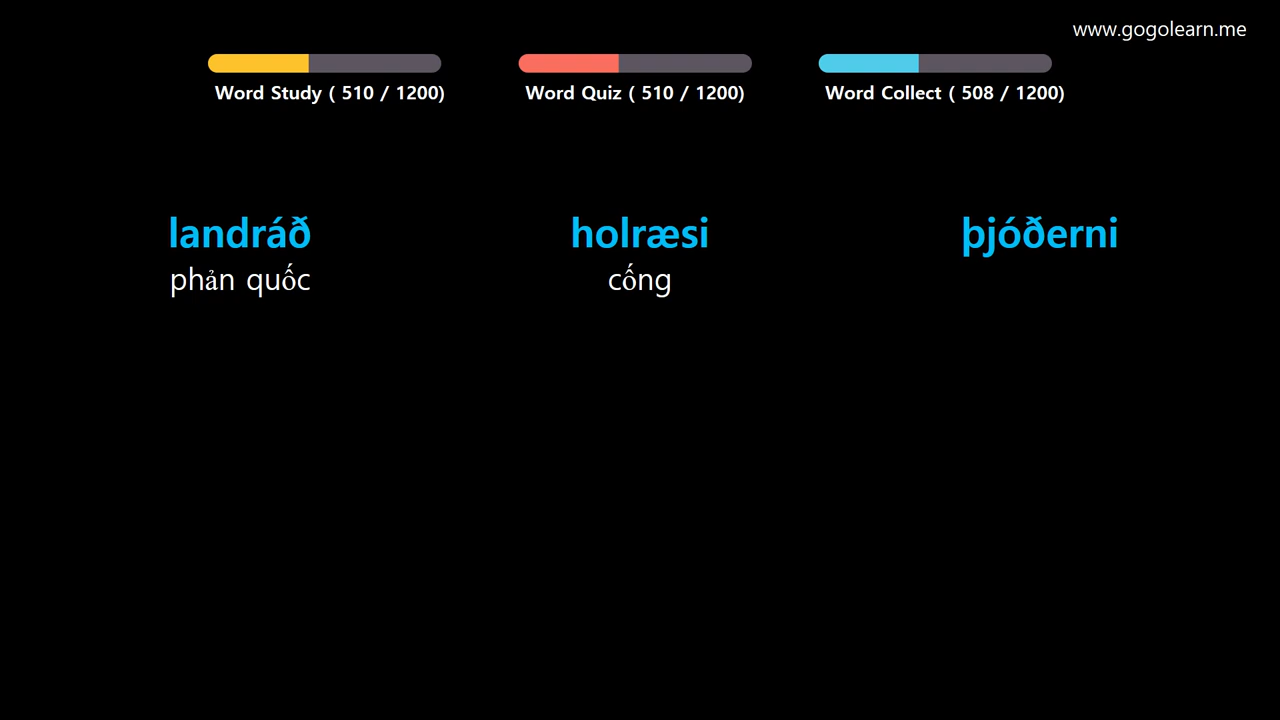 www.gogolearn.me
Word Study ( 510 / 1200)
Word Quiz ( 510 / 1200)
Word Collect ( 508 / 1200)
landráð
phản quốc
holræsi
cống
þjóðerni